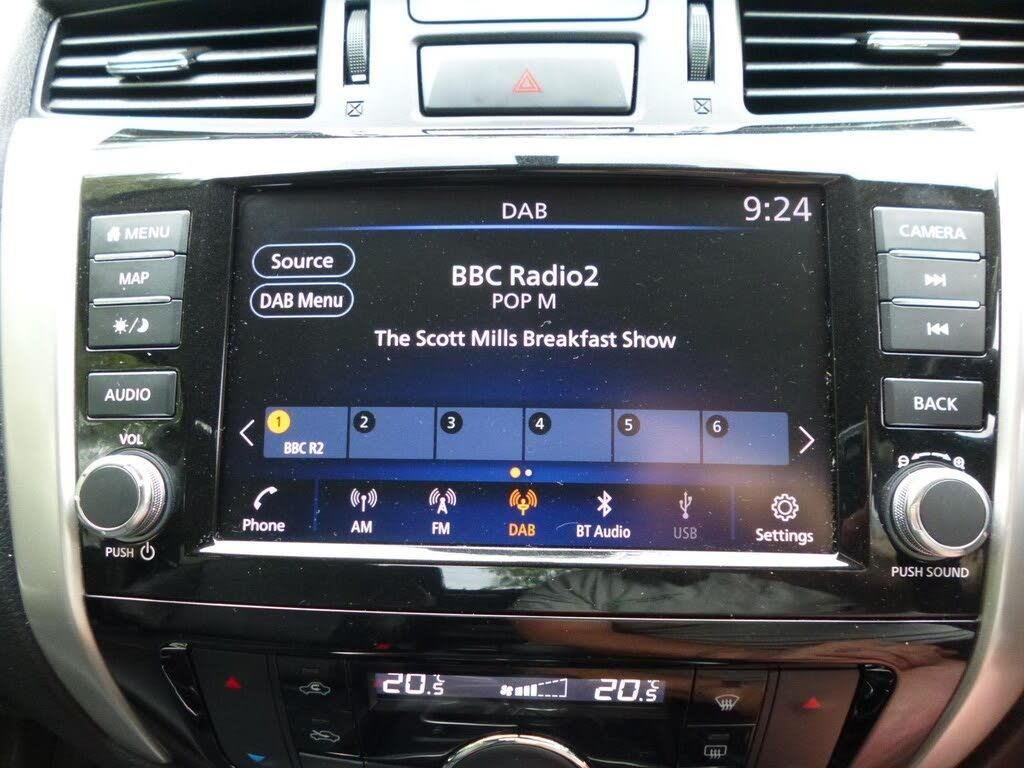 DAB
9:24
MENU
MAP
AUDIO
VOL
PUSH
Source
DAB Menu
BBC Radio2
POP M
The Scott Mills Breakfast Show
1 2 3 4 5 6
BBC R2
Phone AM FM DAB BT Audio USB Settings
CAMERA
BACK
PUSH SOUND
20.5°C 20.5°C